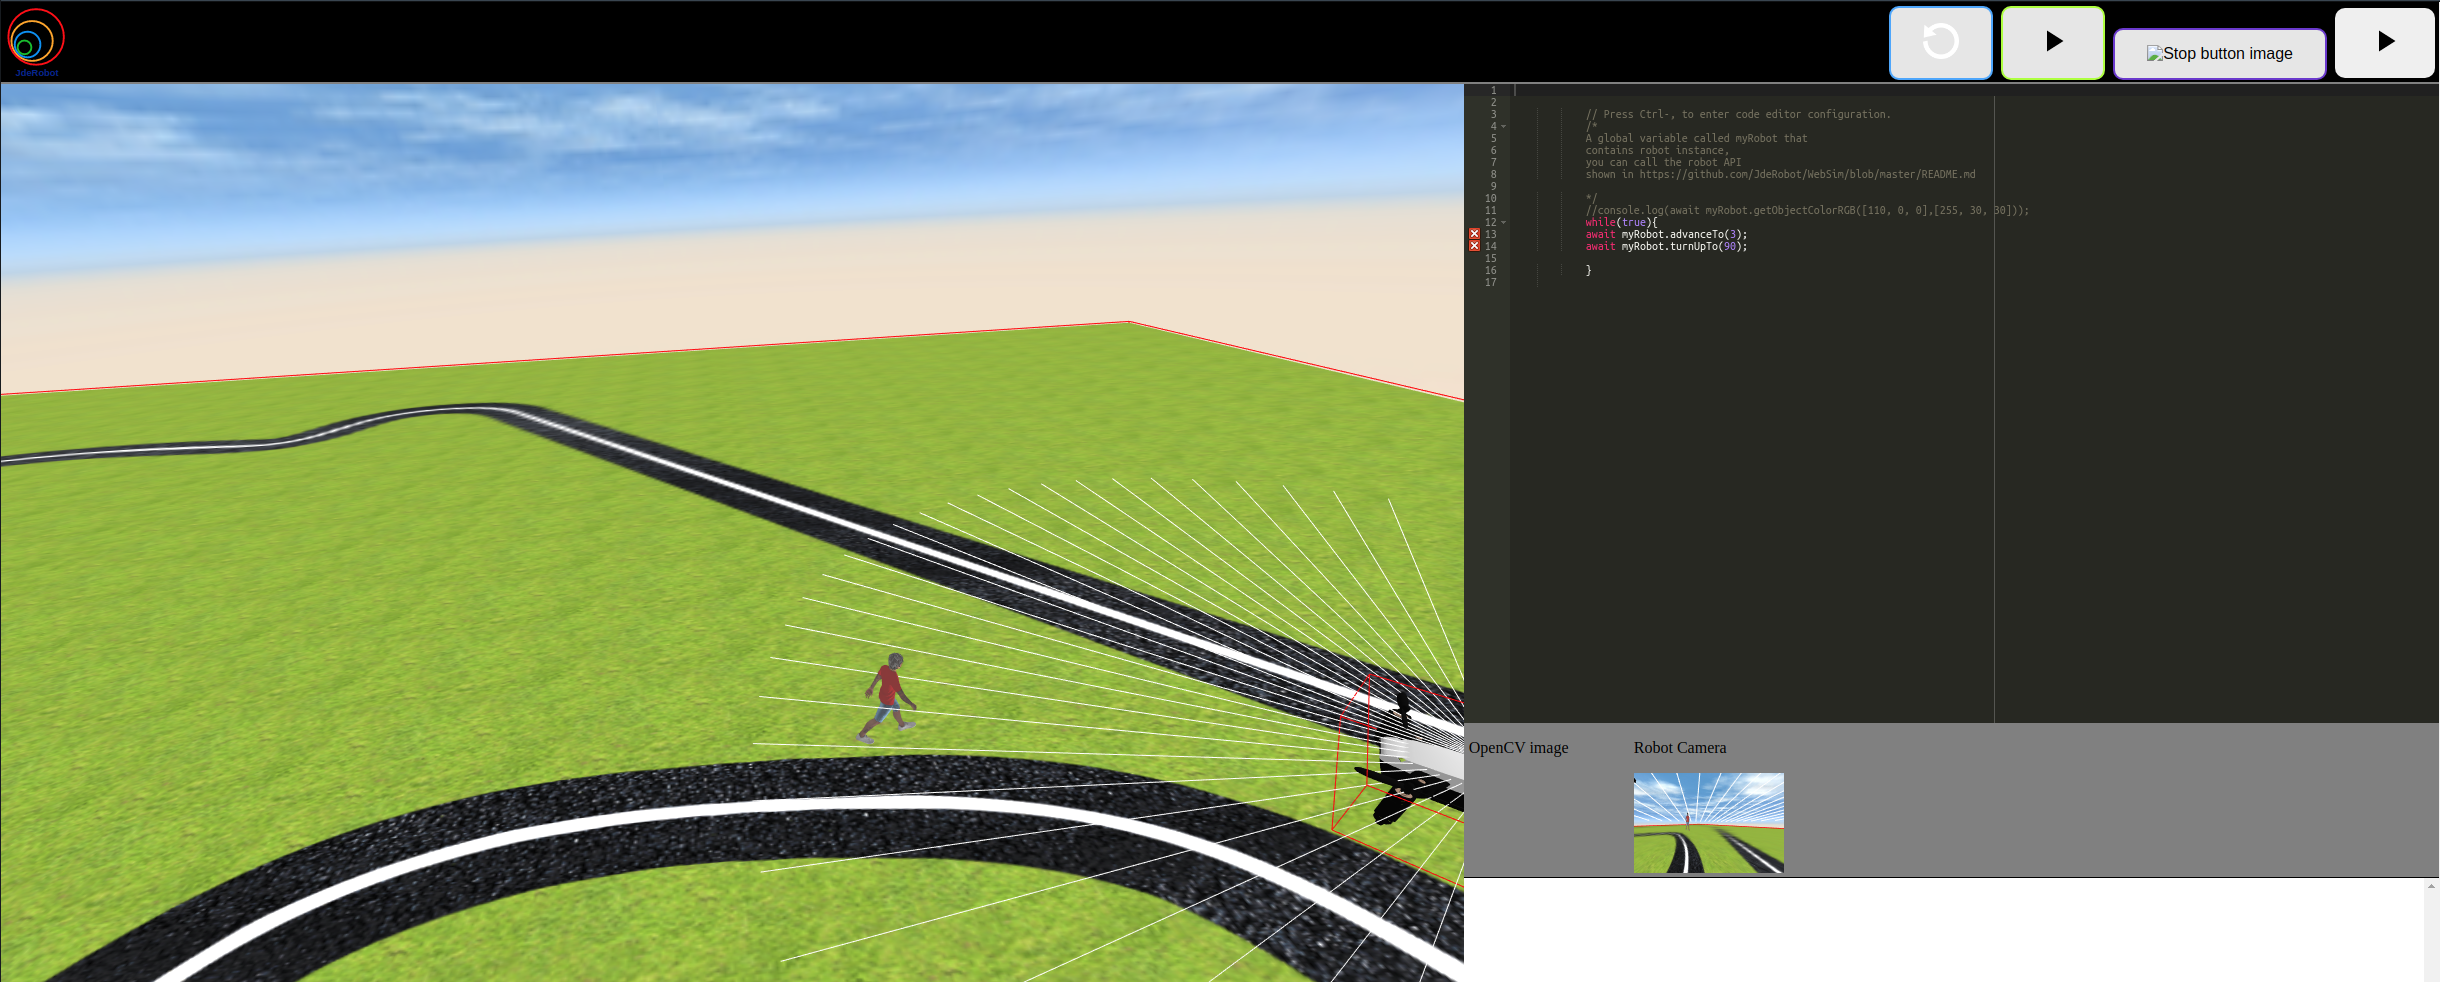 JdeRobot
Stop button image
1
2
3 // Press Ctrl-, to enter code editor configuration.
4 /*
5 A global variable called myRobot that
6 contains robot instance,
7 you can call the robot API
8 shown in https://github.com/JdeRobot/WebSim/blob/master/README.md
9
10 */
11 //console.log(await myRobot.getObjectColorRGB([110, 0, 0],[255, 30, 30]));
12 while(true){
13 await myRobot.advanceTo(3);
14 await myRobot.turnUpTo(90);
15
16 }
17
OpenCV image
Robot Camera